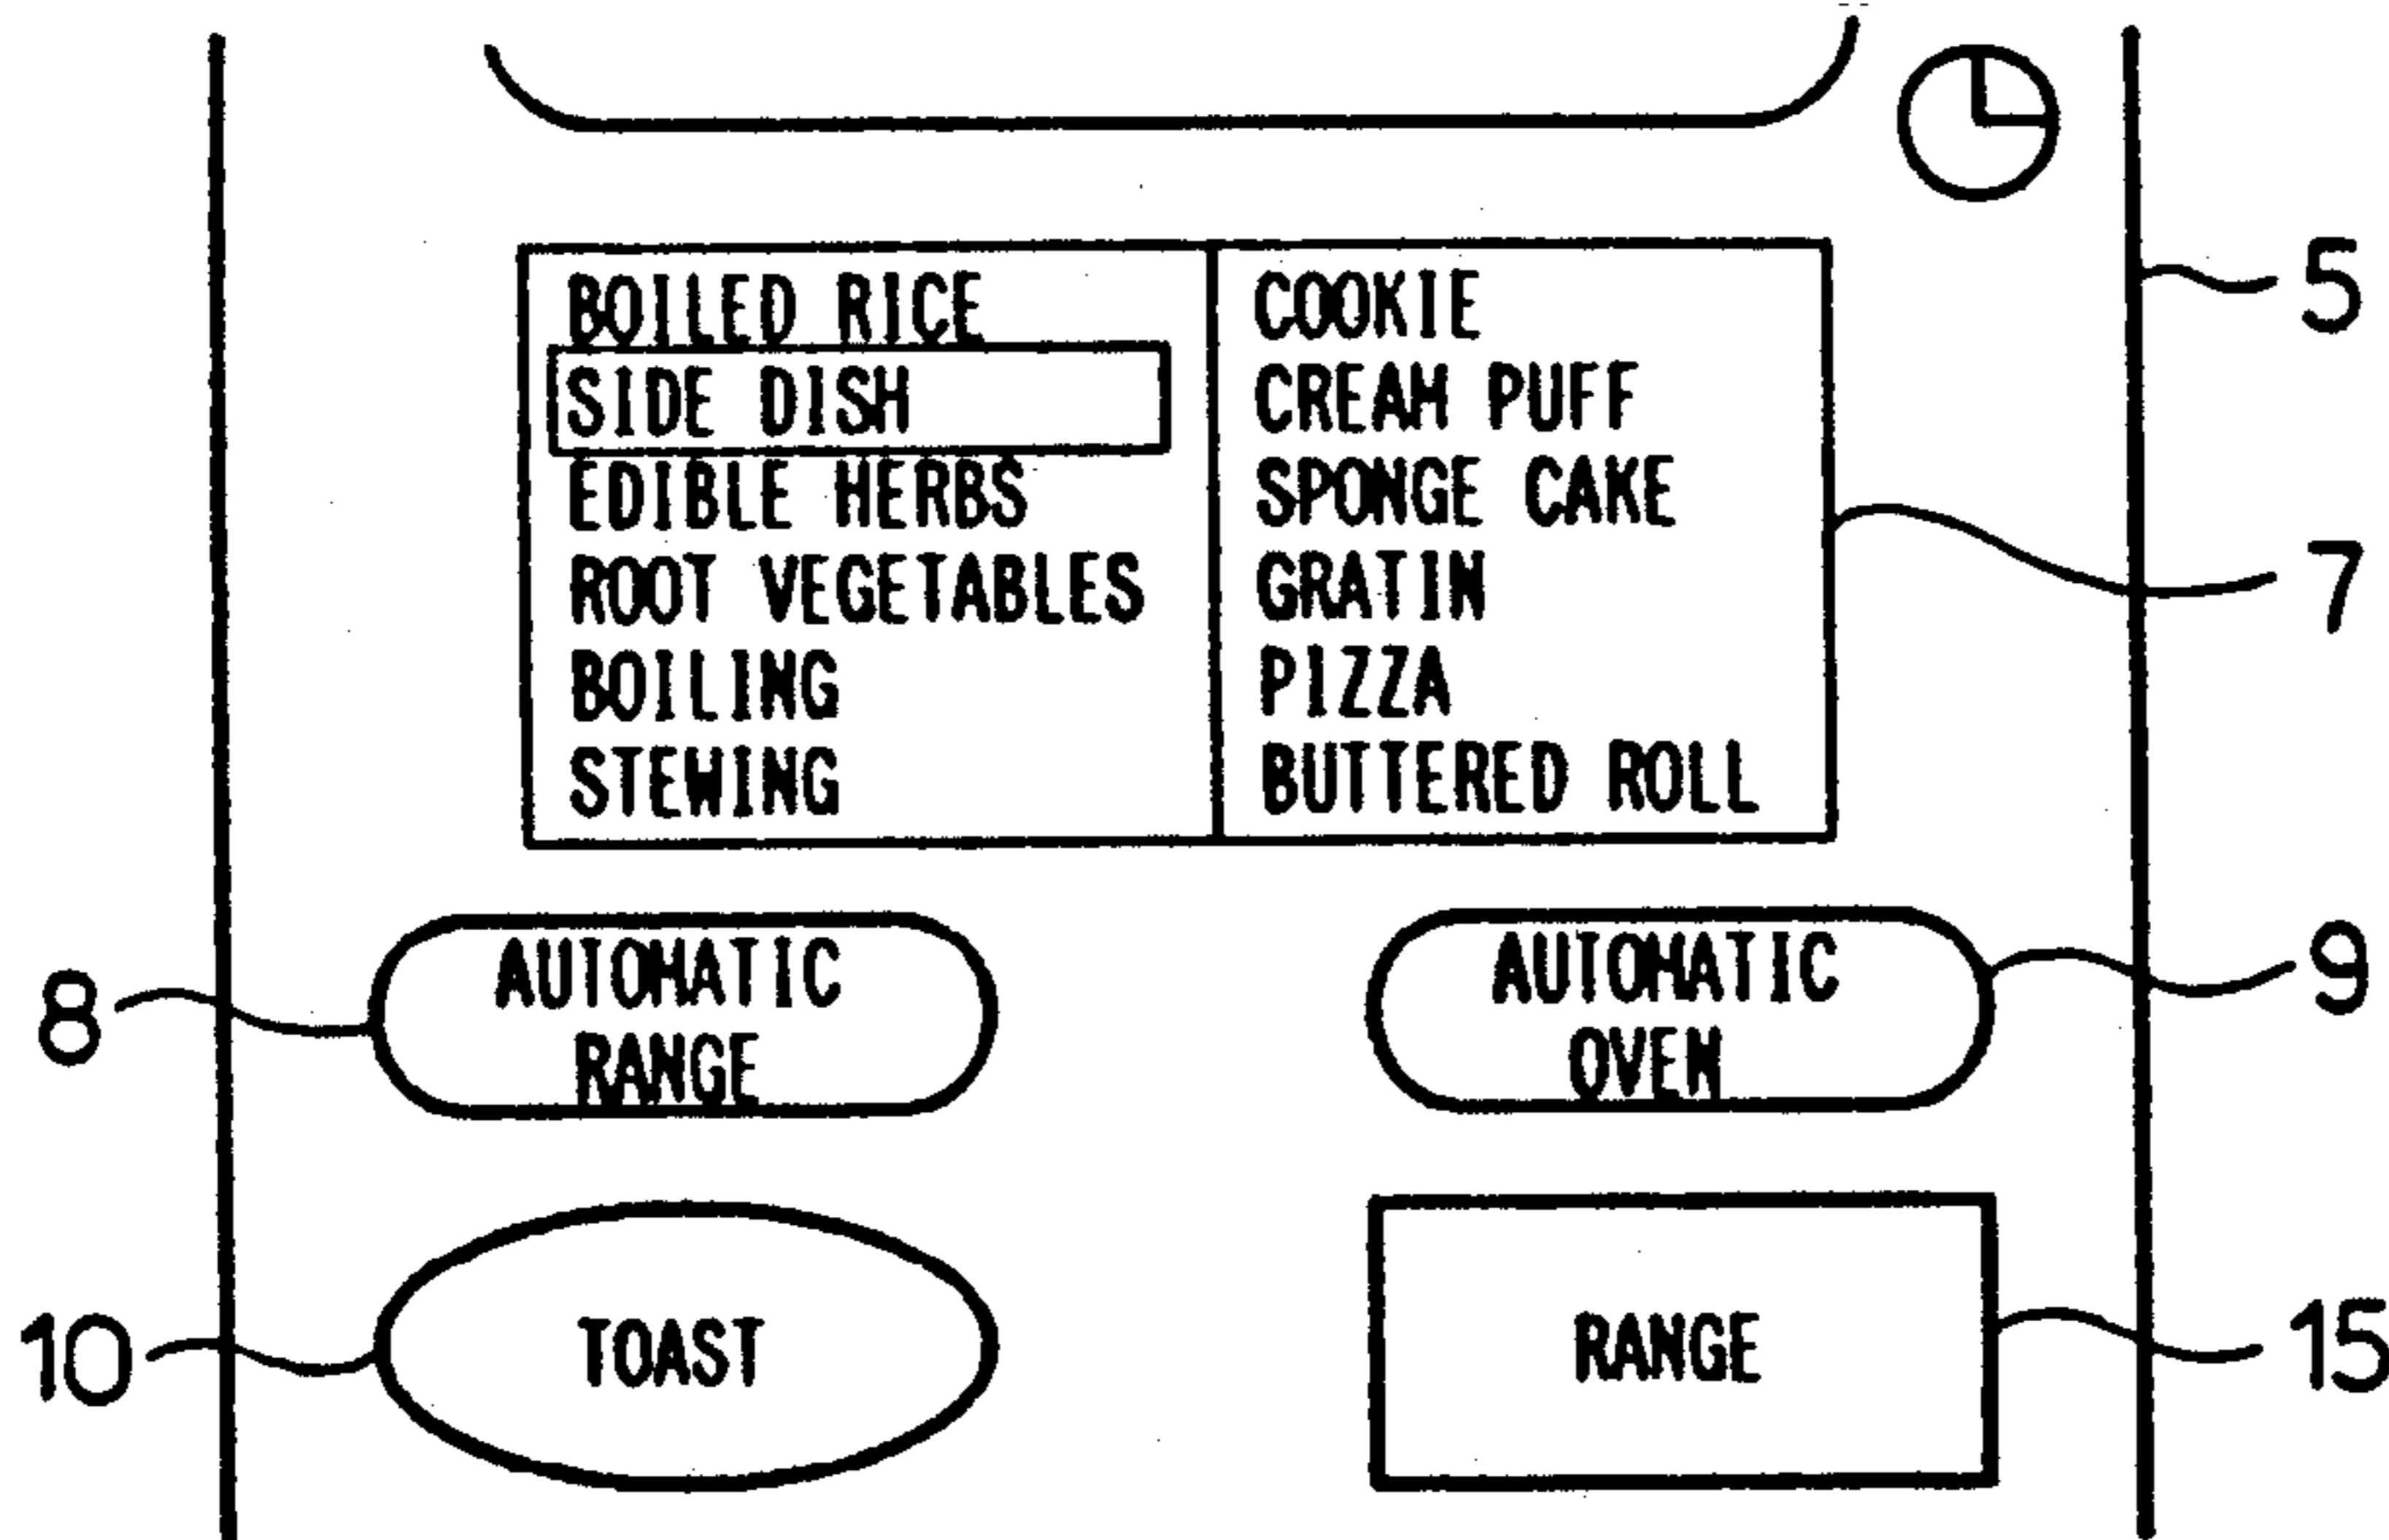 BOILED RICE
SIDE DISH
EDIBLE HERBS
ROOT VEGETABLES
BOILING
STEWING
COOKIE
CREAM PUFF
SPONGE CAKE
GRATIN
PIZZA
BUTTERED ROLL
5
7
AUTOMATIC
RANGE
8
AUTOMATIC
OVEN
9
TOAST
10
RANGE
15